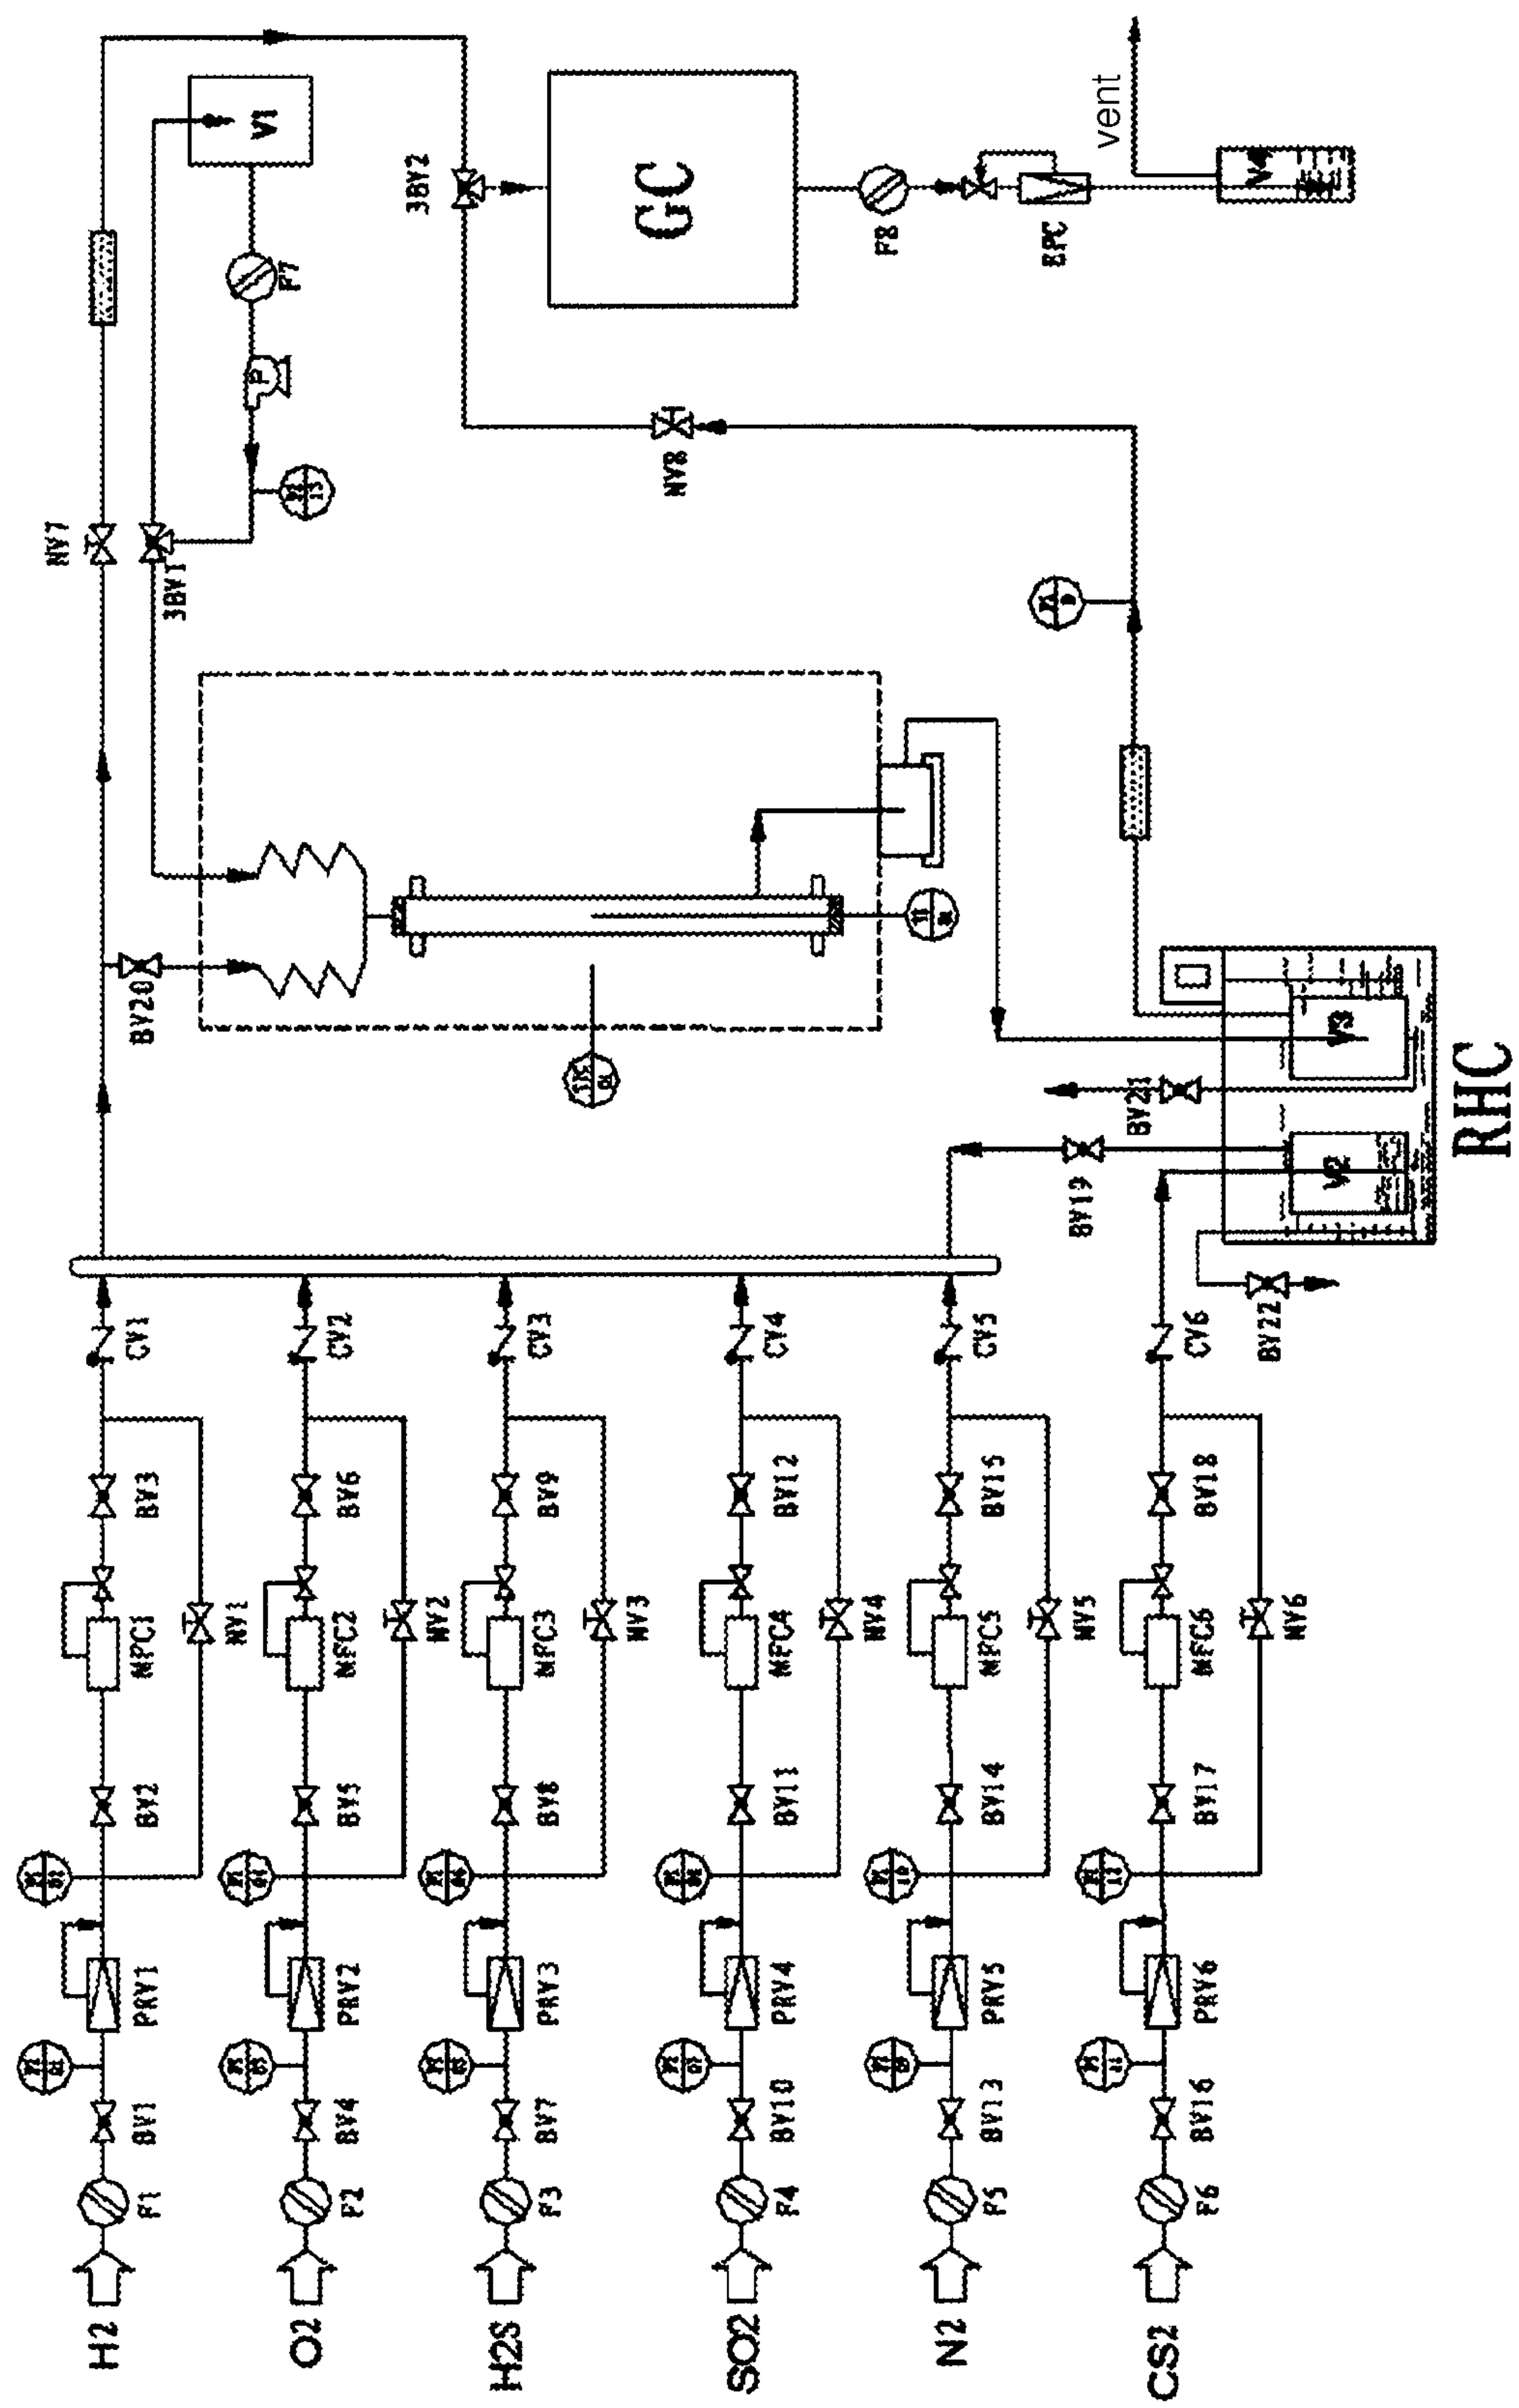 H2
F1
BV1
PRV1
BV2
MFC1
BV3
CV1
NV1
O2
F2
BV4
PRV2
BV5
MFC2
BV6
CV2
NV2
H2S
F3
BV7
PRV3
BV8
MFC3
BV9
CV3
NV3
SO2
F4
BV10
PRV4
BV11
MFC4
BV12
CV4
NV4
N2
F5
BV13
PRV5
BV14
MFC5
BV15
CV5
NV5
CS2
F6
BV16
PRV6
BV17
MFC6
BV18
CV6
NV6
BV20
NV7
3BV1
V1
F7
P
3BV2
GC
NV8
F8
BPC
vent
V4
BV19
BV21
BV22
V2
V3
RHC